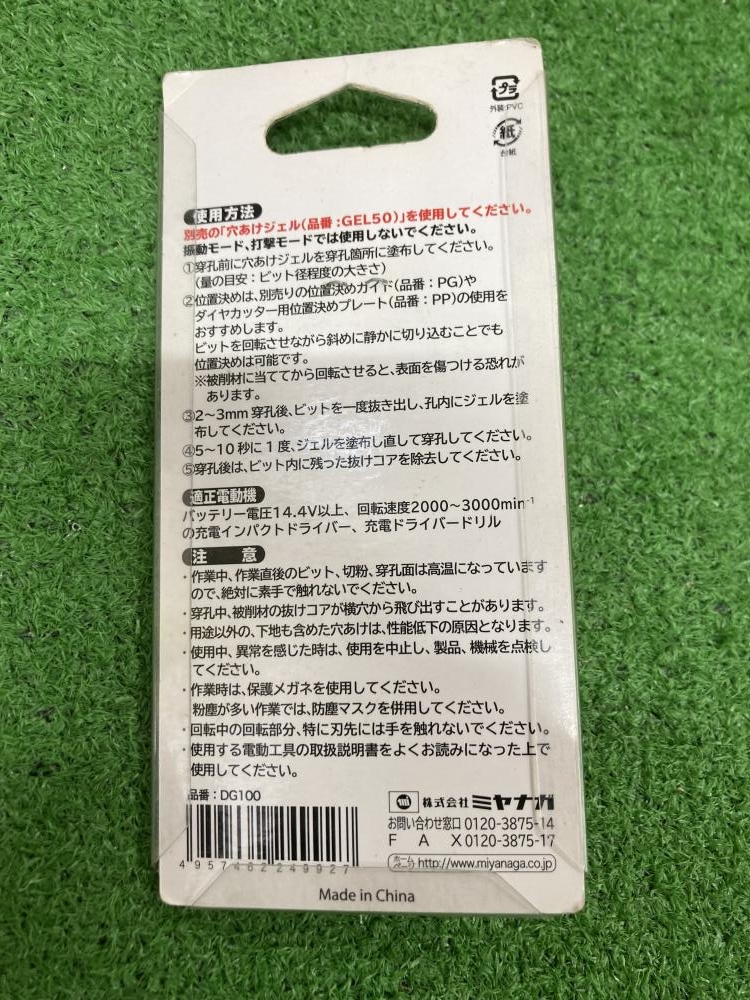 プラ
外装:PVC
紙
台紙
使用方法
別売の「穴あけジェル(品番:GEL50)」を使用してください。
振動モード、打撃モードでは使用しないでください。
①穿孔前に穴あけジェルを穿孔箇所に塗布してください。
(量の目安:ビット径程度の大きさ)
②位置決めは、別売りの位置決めガイド(品番:PG)や
ダイヤカッター用位置決めプレート(品番:PP)の使用を
おすすめします。
ビットを回転させながら斜めに静かに切り込むことでも
位置決めは可能です。
※被削材に当ててから回転させると、表面を傷つける恐れが
あります。
③2〜3mm穿孔後、ビットを一度抜き出し、孔内にジェルを塗
布してください。
④5〜10秒に1度、ジェルを塗布し直して穿孔してください。
⑤穿孔後は、ビット内に残った抜けコアを除去してください。
適正電動機
バッテリー電圧14.4V以上、回転速度2000〜3000min⁻¹
の充電インパクトドライバー、充電ドライバードリル
注 意
・作業中、作業直後のビット、切粉、穿孔面は高温になっています
ので、絶対に素手で触れないでください。
・穿孔中、被削材の抜けコアが横穴から飛び出すことがあります。
・用途以外の、下地も含めた穴あけは、性能低下の原因となります。
・使用中、異常を感じた時は、使用を中止し、製品、機械を点検し
てください。
・作業時は、保護メガネを使用してください。
粉塵が多い作業では、防塵マスクを併用してください。
・回転中の回転部分、特に刃先には手を触れないでください。
・使用する電動工具の取扱説明書をよくお読みになった上で
使用してください。
品番:DG100
4957462249927
株式会社ミヤナガ
お問い合わせ窓口 0120-3875-14
FAX 0120-3875-17
ホームページ http://www.miyanaga.co.jp
Made in China